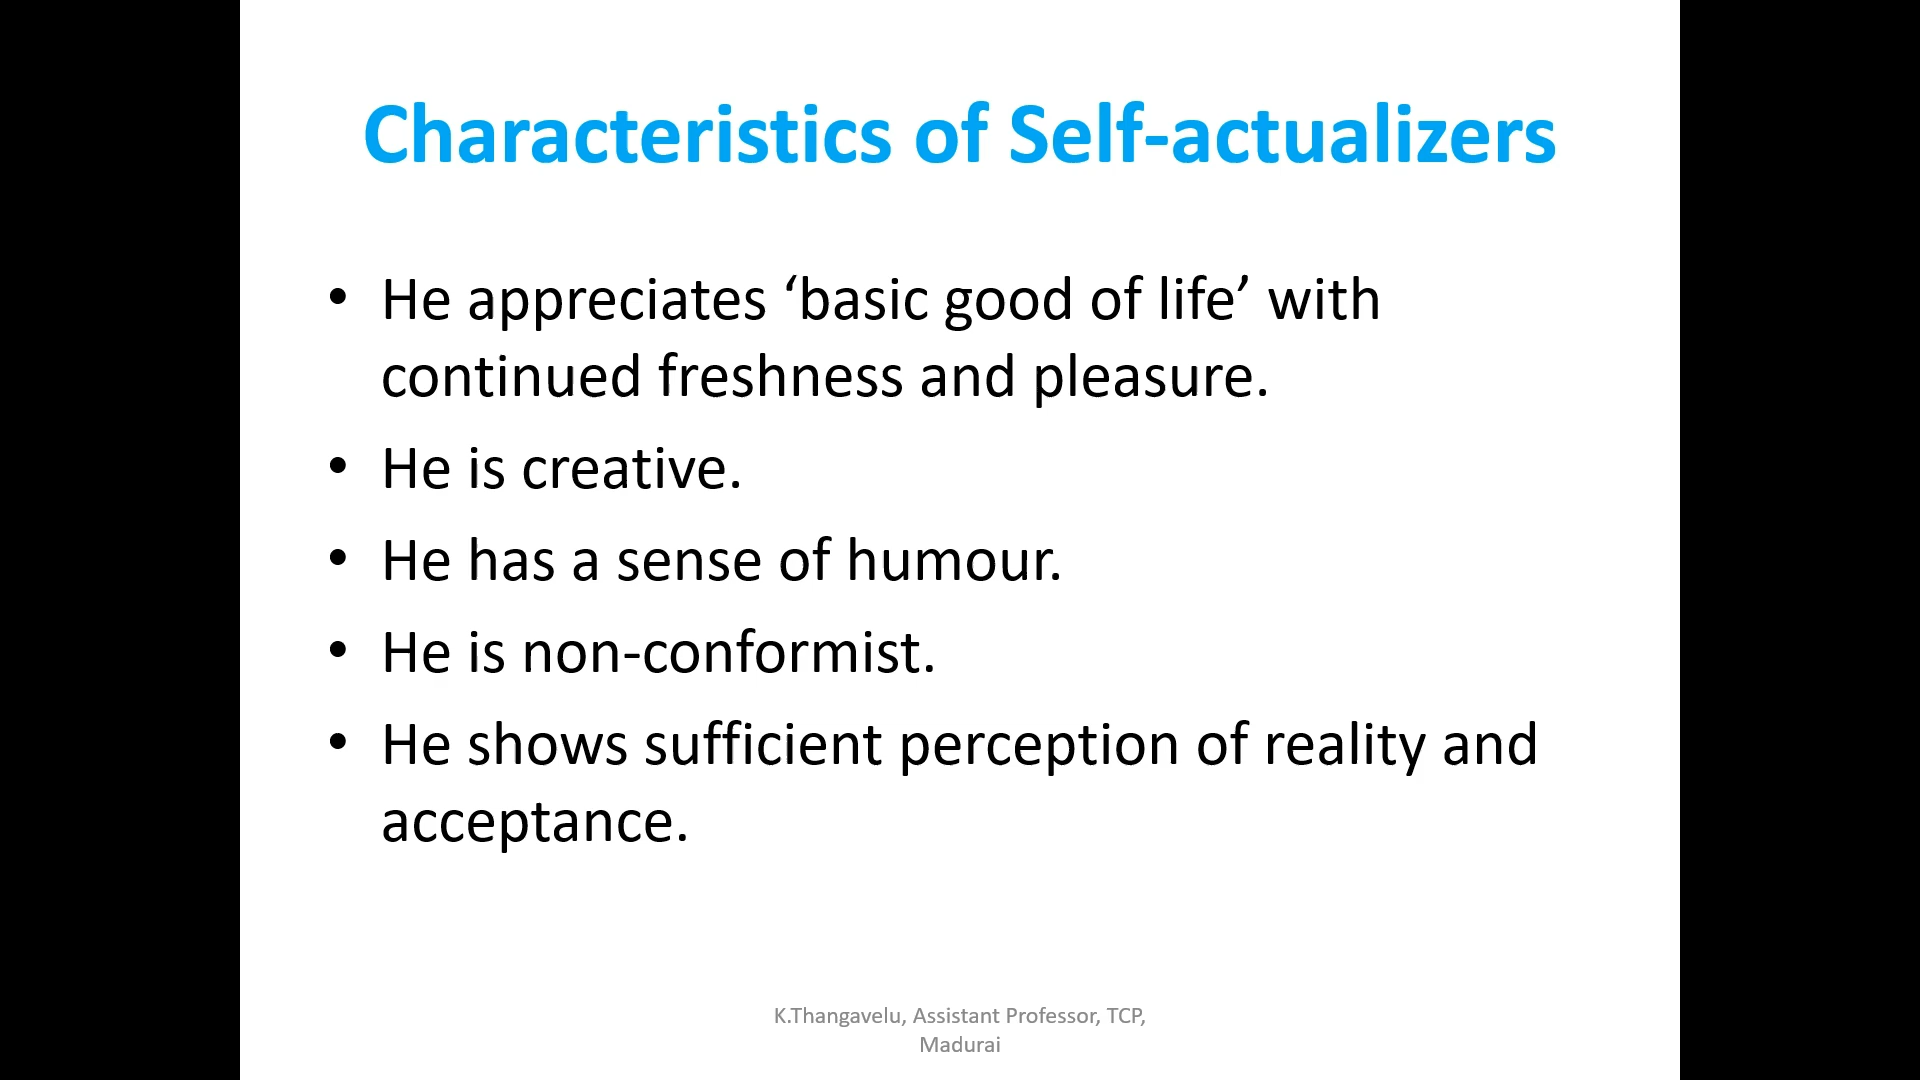 Characteristics of Self-actualizers
• He appreciates ‘basic good of life’ with
continued freshness and pleasure.
• He is creative.
• He has a sense of humour.
• He is non-conformist.
• He shows sufficient perception of reality and
acceptance.
K.Thangavelu, Assistant Professor, TCP,
Madurai